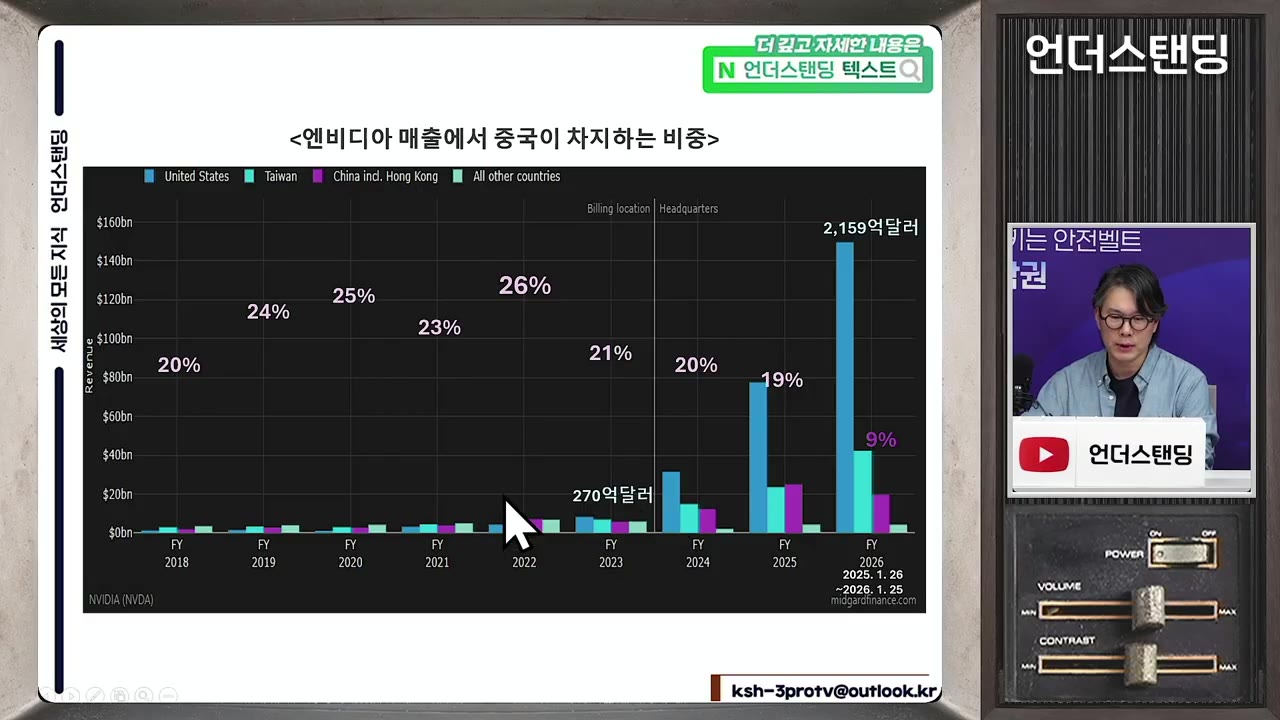 더 깊고 자세한 내용은
N 언더스탠딩 텍스트
세상의 모든 지식 언더스탠딩
<엔비디아 매출에서 중국이 차지하는 비중>
United States Taiwan China incl. Hong Kong All other countries
Billing location Headquarters
Revenue
$160bn
$140bn
$120bn
$100bn
$80bn
$60bn
$40bn
$20bn
$0bn
20%
24%
25%
23%
26%
21%
20%
19%
9%
270억달러
2,159억달러
FY 2018
FY 2019
FY 2020
FY 2021
FY 2022
FY 2023
FY 2024
FY 2025
FY 2026
2025. 1. 26
~2026. 1. 25
NVIDIA (NVDA)
midgardfinance.com
ksh-3protv@outlook.kr
언더스탠딩
키는 안전벨트
언더스탠딩
POWER ON OFF
VOLUME
MIN MAX
CONTRAST
MIN MAX